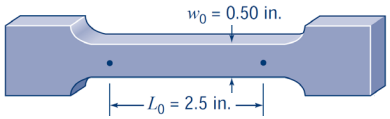 w₀ = 0.50 in.
L₀ = 2.5 in.